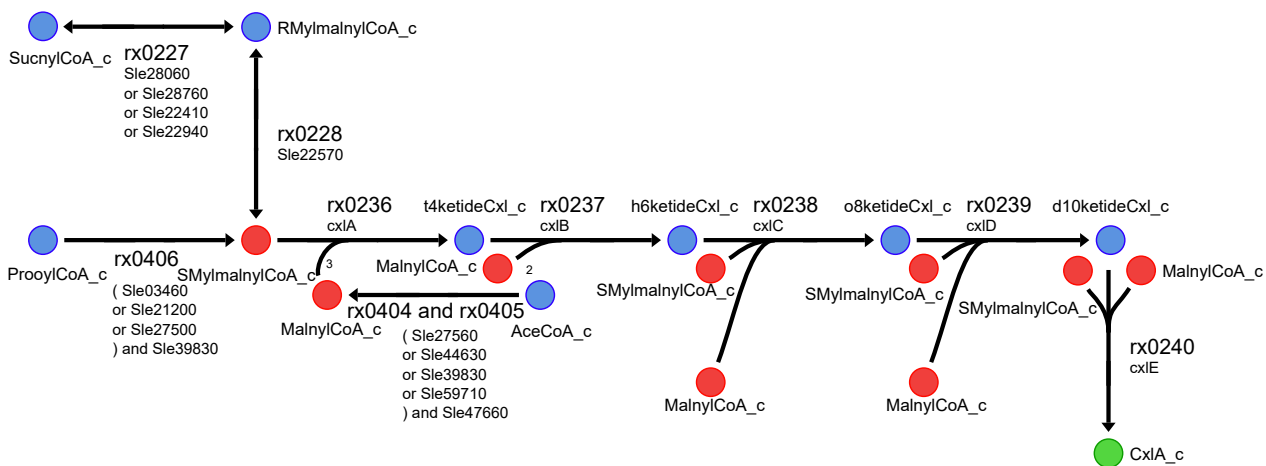 SucnylCoA_c
rx0227
Sle28060
or Sle28760
or Sle22410
or Sle22940
RMylmalnylCoA_c
rx0228
Sle22570
ProoylCoA_c
rx0406
( Sle03460
or Sle21200
or Sle27500
) and Sle39830
SMylmalnylCoA_c
rx0236
cxlA
3
MalnylCoA_c
rx0404 and rx0405
( Sle27560
or Sle44630
or Sle39830
or Sle59710
) and Sle47660
AceCoA_c
t4ketideCxl_c
rx0237
cxlB
MalnylCoA_c
2
h6ketideCxl_c
rx0238
cxlC
SMylmalnylCoA_c
MalnylCoA_c
o8ketideCxl_c
rx0239
cxlD
SMylmalnylCoA_c
MalnylCoA_c
d10ketideCxl_c
SMylmalnylCoA_c
MalnylCoA_c
rx0240
cxlE
CxlA_c